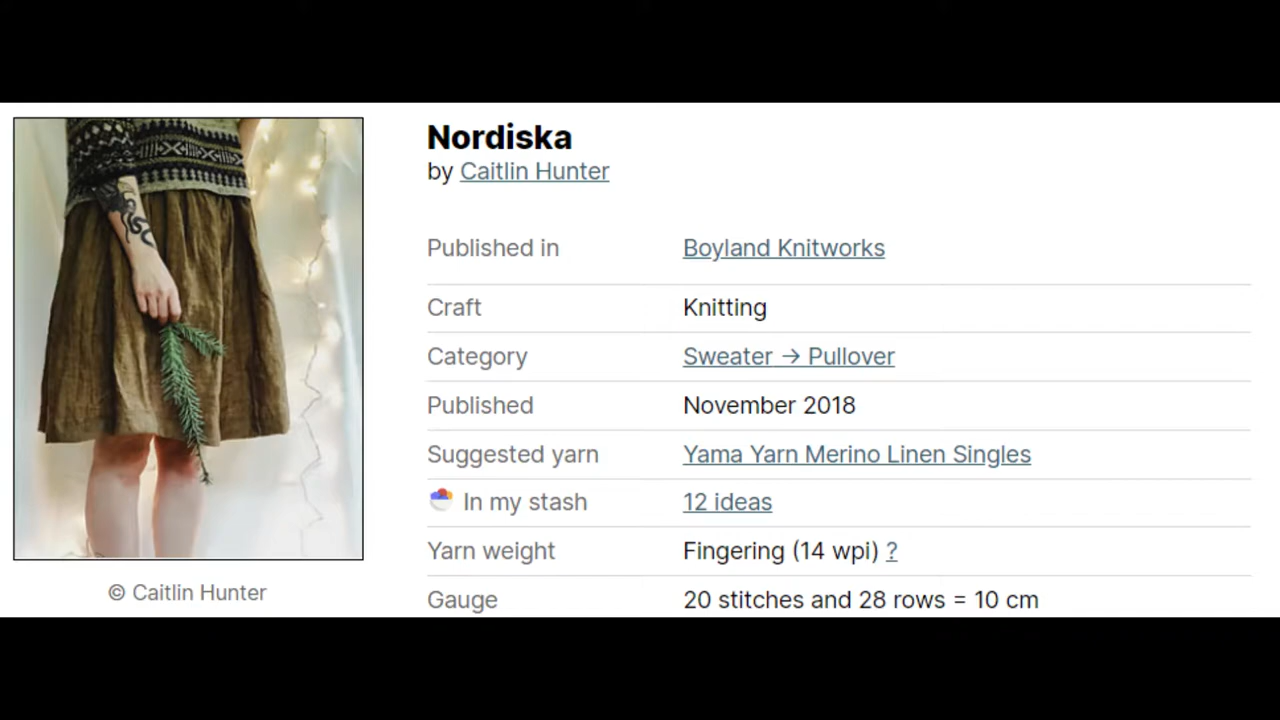 Nordiska
by Caitlin Hunter
Published in Boyland Knitworks
Craft Knitting
Category Sweater → Pullover
Published November 2018
Suggested yarn Yama Yarn Merino Linen Singles
In my stash 12 ideas
Yarn weight Fingering (14 wpi) ?
Gauge 20 stitches and 28 rows = 10 cm
© Caitlin Hunter